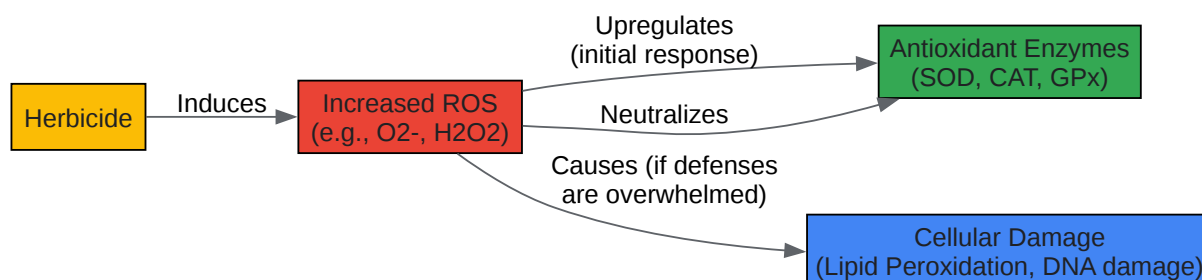 Herbicide
Induces
Increased ROS
(e.g., O2-, H2O2)
Upregulates
(initial response)
Neutralizes
Causes (if defenses
are overwhelmed)
Antioxidant Enzymes
(SOD, CAT, GPx)
Cellular Damage
(Lipid Peroxidation, DNA damage)